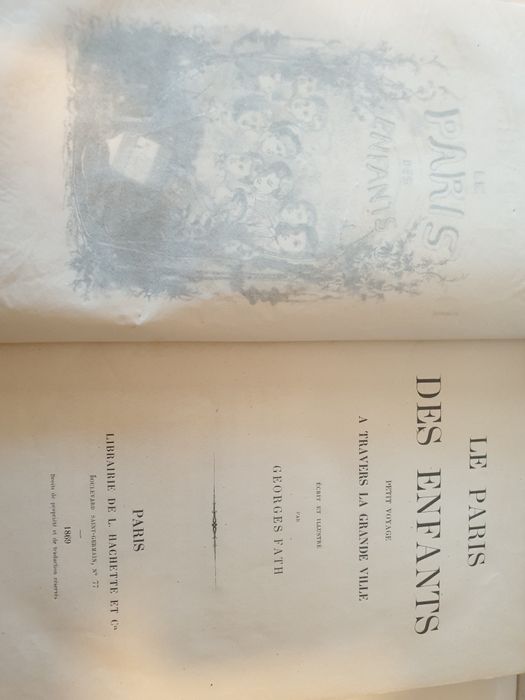 LE
PARIS
DES
ENFANTS
LE PARIS
DES ENFANTS
PETIT VOYAGE
A TRAVERS LA GRANDE VILLE
ÉCRIT ET ILLUSTRÉ
PAR
GEORGES FATH
PARIS
LIBRAIRIE DE L. HACHETTE ET Cie
BOULEVARD SAINT-GERMAIN, N° 77
1869
Droits de propriété et de traduction réservés